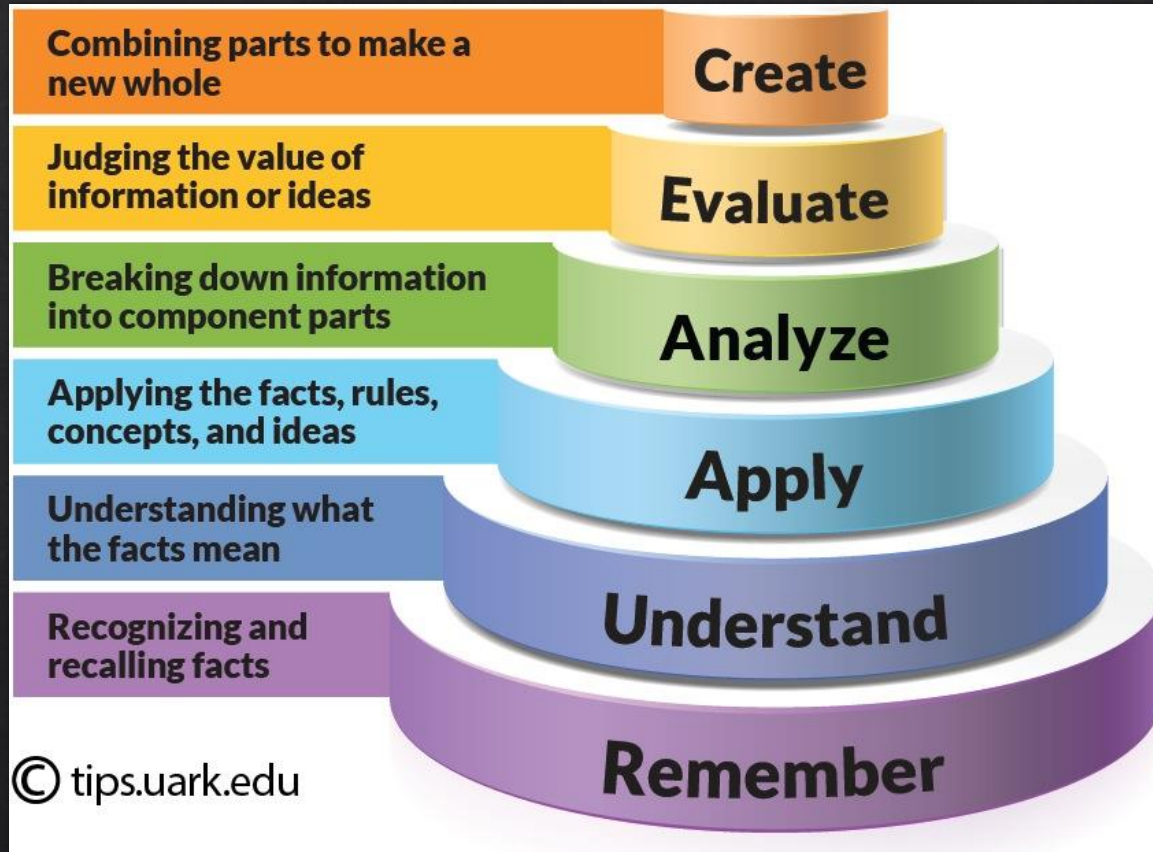 Combining parts to make a
new whole
Create
Judging the value of
information or ideas
Evaluate
Breaking down information
into component parts
Analyze
Applying the facts, rules,
concepts, and ideas
Apply
Understanding what
the facts mean
Understand
Recognizing and
recalling facts
Remember
© tips.uark.edu